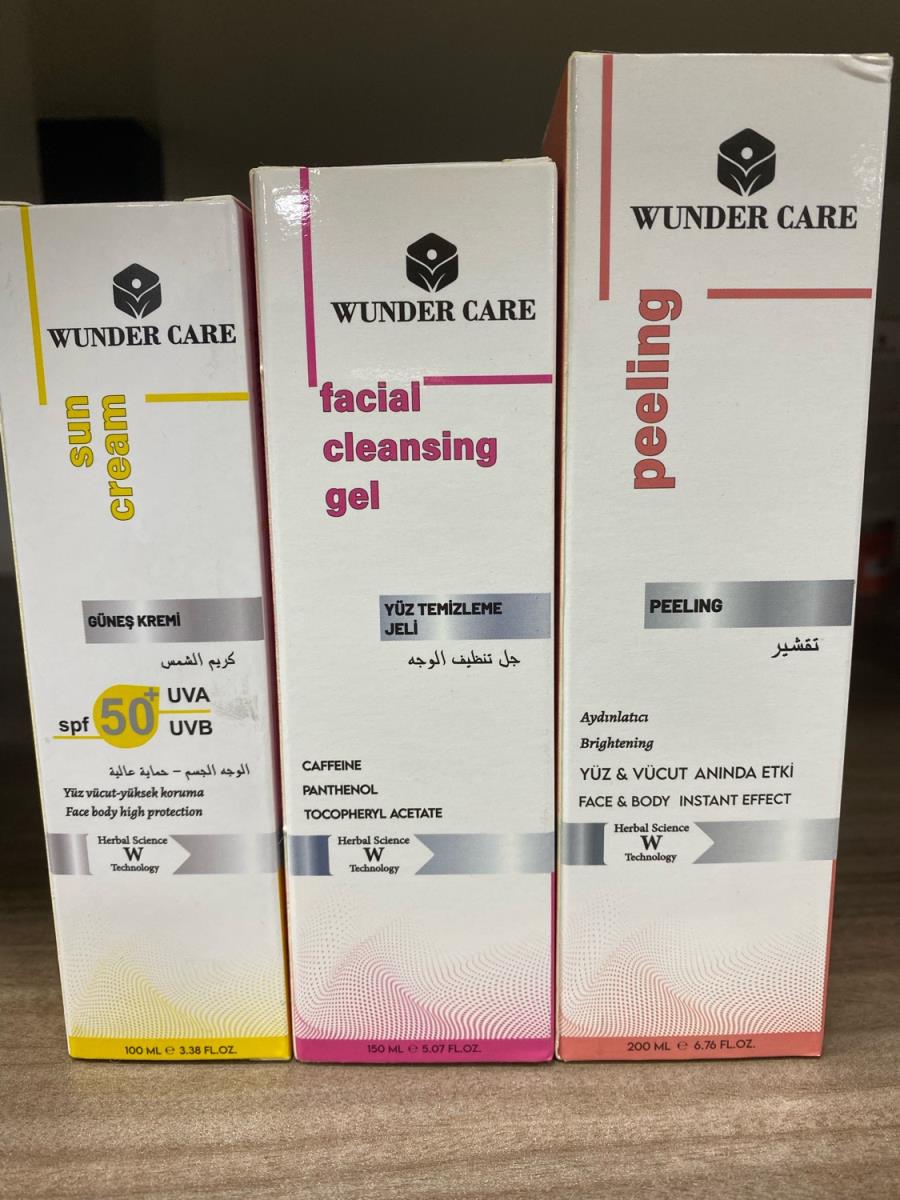 WUNDER CARE
sun
cream
GÜNEŞ KREMİ
كريم الشمس
spf 50+ UVA
UVB
الوجه الجسم - حماية عالية
Yüz vücut-yüksek koruma
Face body high protection
Herbal Science
W
Technology
100 ML ℮ 3.38 FL.OZ.
WUNDER CARE
facial
cleansing
gel
YÜZ TEMİZLEME
JELİ
جل تنظيف الوجه
CAFFEINE
PANTHENOL
TOCOPHERYL ACETATE
Herbal Science
W
Technology
150 ML ℮ 5.07 FL.OZ.
WUNDER CARE
peeling
PEELING
تقشير
Aydınlatıcı
Brightening
YÜZ & VÜCUT ANINDA ETKİ
FACE & BODY INSTANT EFFECT
Herbal Science
W
Technology
200 ML ℮ 6.76 FL.OZ.